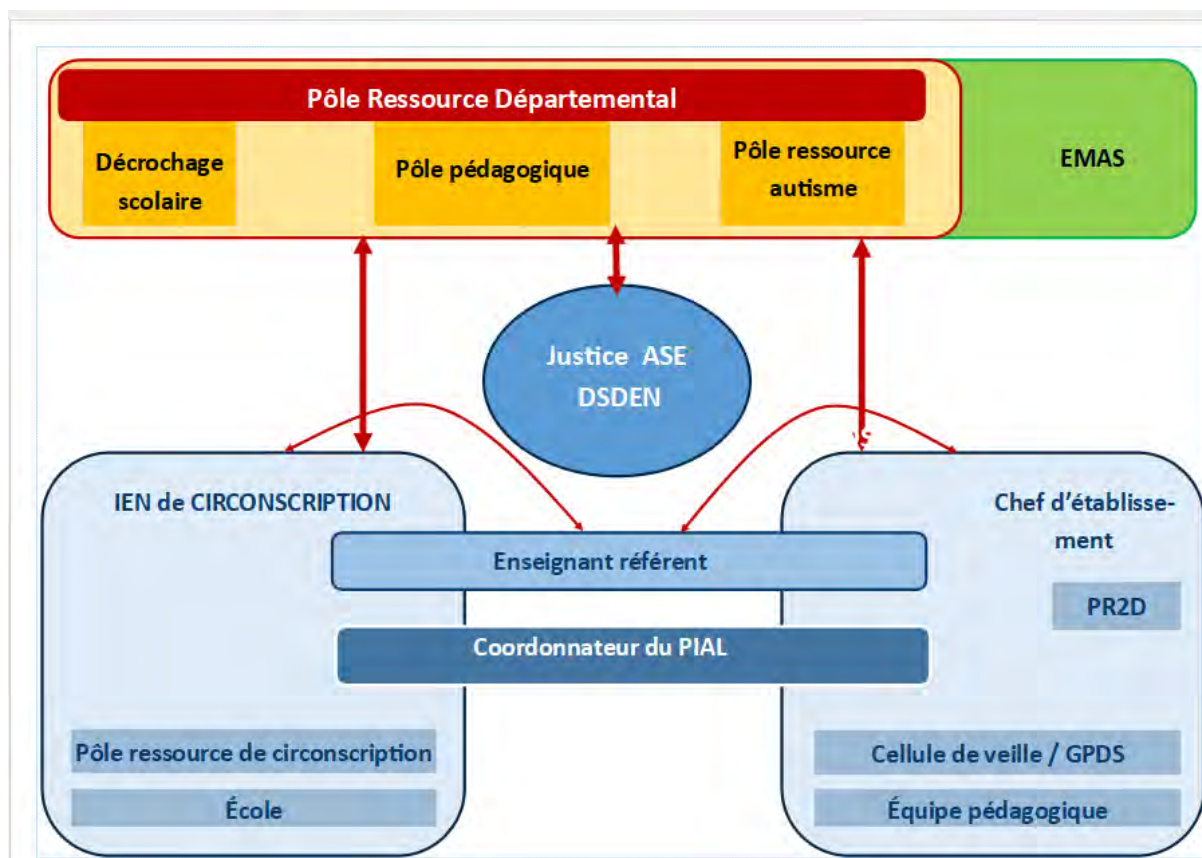 Pôle Ressource Départemental
Décrochage
scolaire
Pôle pédagogique
Pôle ressource
autisme
EMAS
Justice ASE
DSDEN
IEN de CIRCONSCRIPTION
Chef d'établisse-
ment
Enseignant référent
PR2D
Coordonnateur du PIAL
Pôle ressource de circonscription
Cellule de veille / GPDS
École
Équipe pédagogique